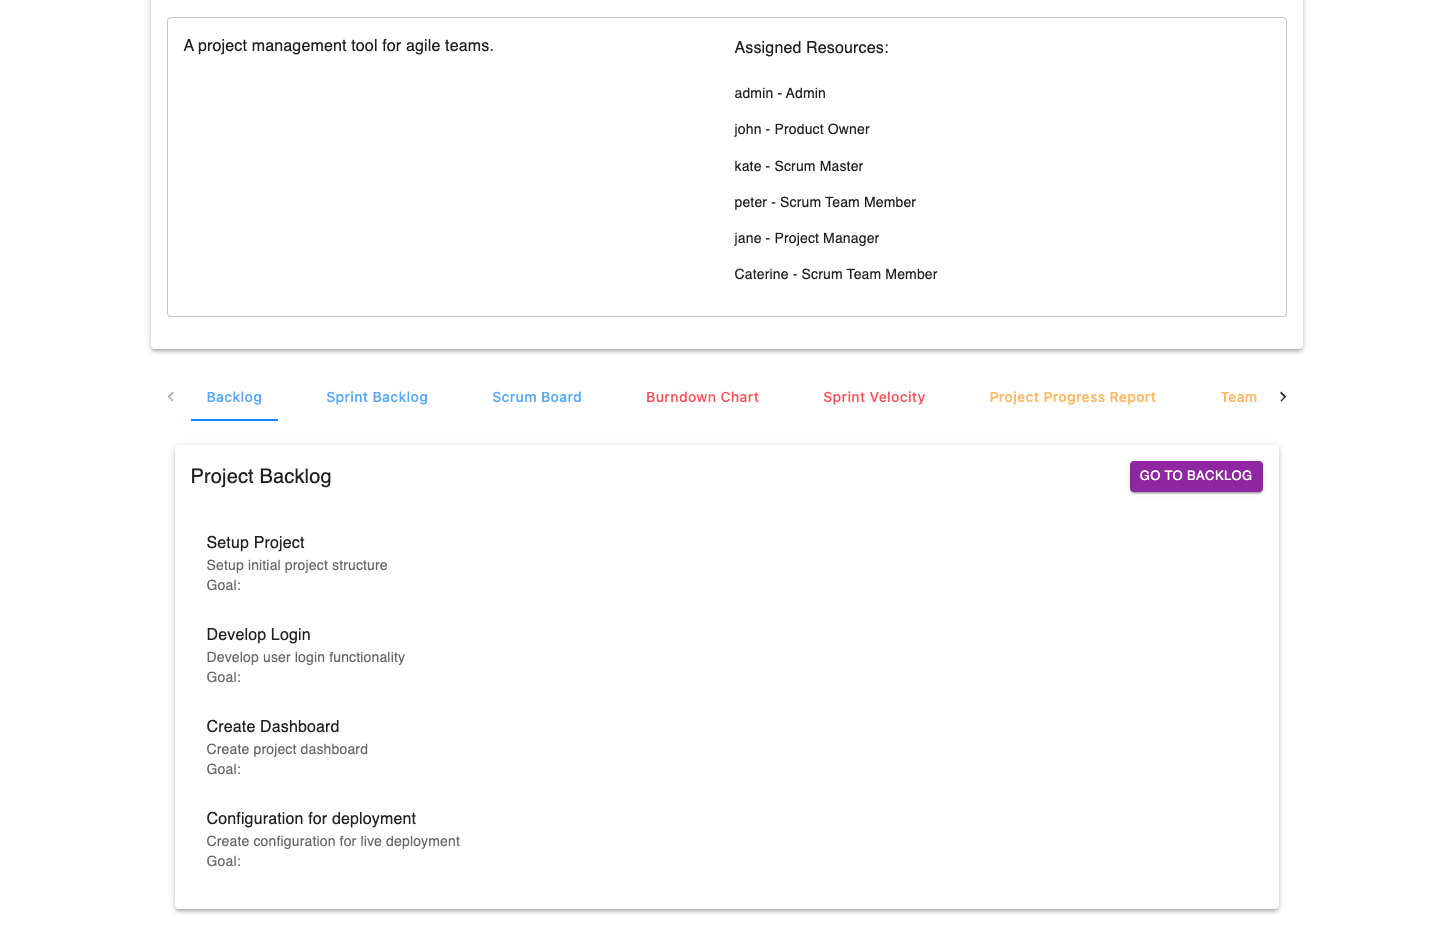 A project management tool for agile teams.
Assigned Resources:
admin - Admin
john - Product Owner
kate - Scrum Master
peter - Scrum Team Member
jane - Project Manager
Caterine - Scrum Team Member
Backlog Sprint Backlog Scrum Board Burndown Chart Sprint Velocity Project Progress Report Team
Project Backlog GO TO BACKLOG
Setup Project
Setup initial project structure
Goal:
Develop Login
Develop user login functionality
Goal:
Create Dashboard
Create project dashboard
Goal:
Configuration for deployment
Create configuration for live deployment
Goal: